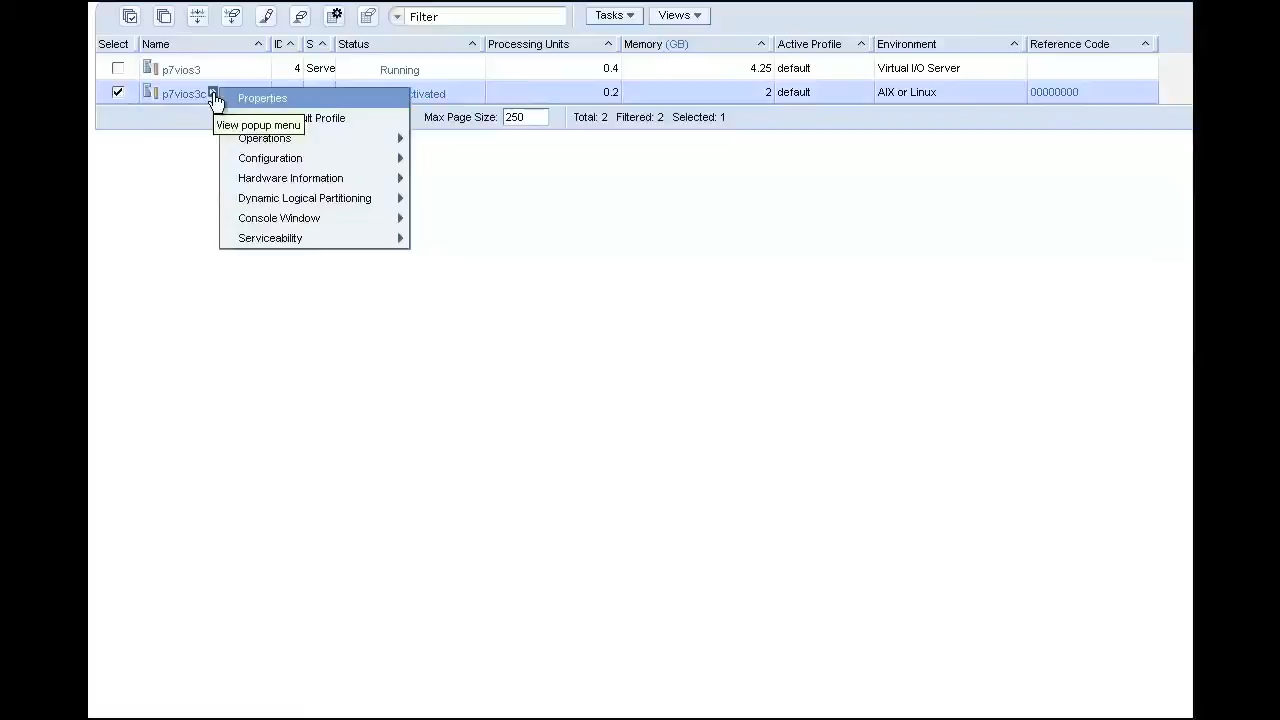 Filter Tasks Views
Select Name ID S Status Processing Units Memory (GB) Active Profile Environment Reference Code
p7vios3 4 Serve Running 0.4 4.25 default Virtual I/O Server
p7vios3c 0.2 2 default AIX or Linux 00000000
Max Page Size: 250 Total: 2 Filtered: 2 Selected: 1
Properties
Profile
View popup menu
Operations
Configuration
Hardware Information
Dynamic Logical Partitioning
Console Window
Serviceability